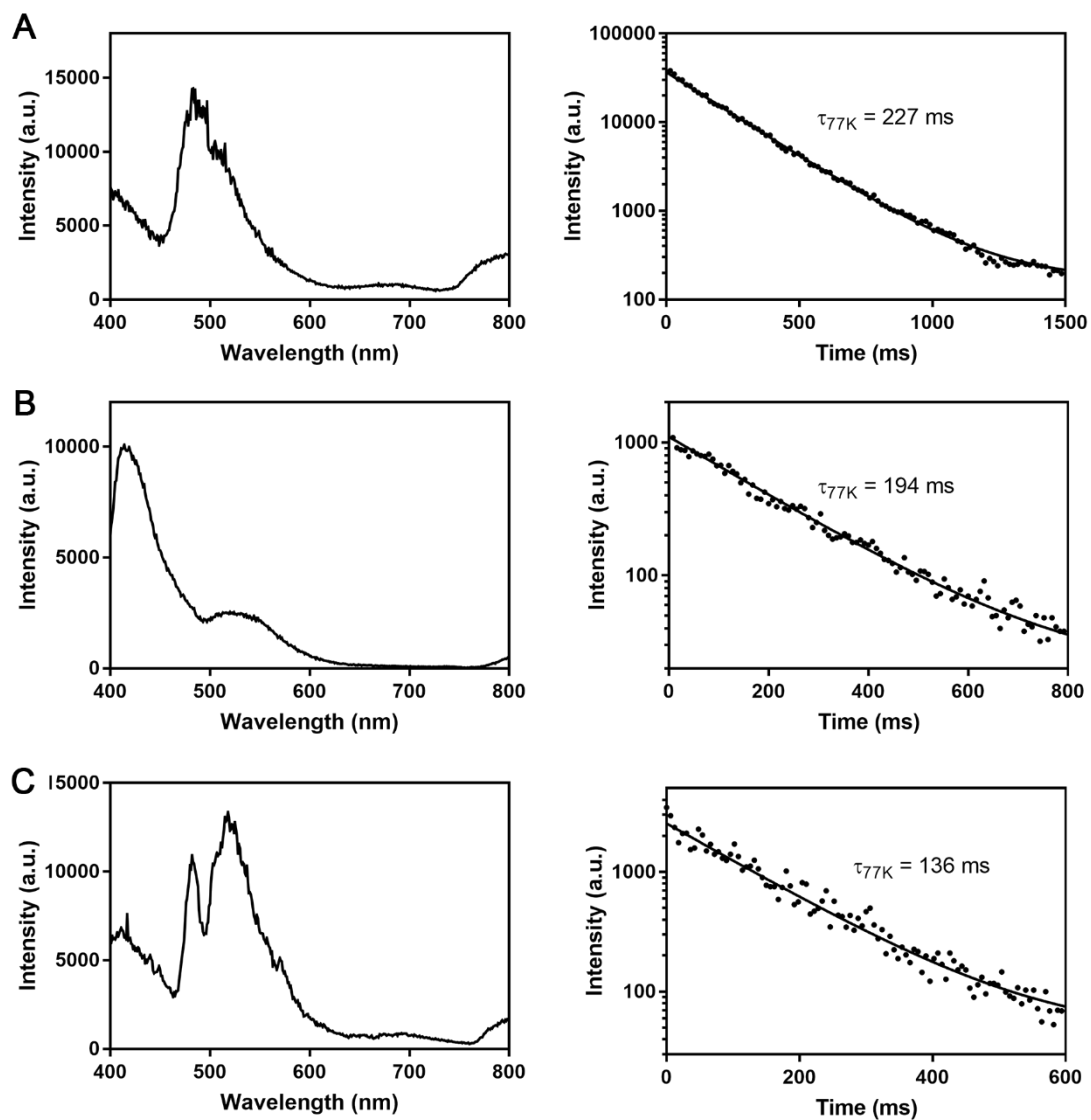 A
Intensity (a.u.)
15000
10000
5000
0
400 500 600 700 800
Wavelength (nm)
Intensity (a.u.)
100000
10000
1000
100
τ77K = 227 ms
0 500 1000 1500
Time (ms)
B
Intensity (a.u.)
10000
5000
0
400 500 600 700 800
Wavelength (nm)
Intensity (a.u.)
1000
100
τ77K = 194 ms
0 200 400 600 800
Time (ms)
C
Intensity (a.u.)
15000
10000
5000
0
400 500 600 700 800
Wavelength (nm)
Intensity (a.u.)
1000
100
τ77K = 136 ms
0 200 400 600
Time (ms)